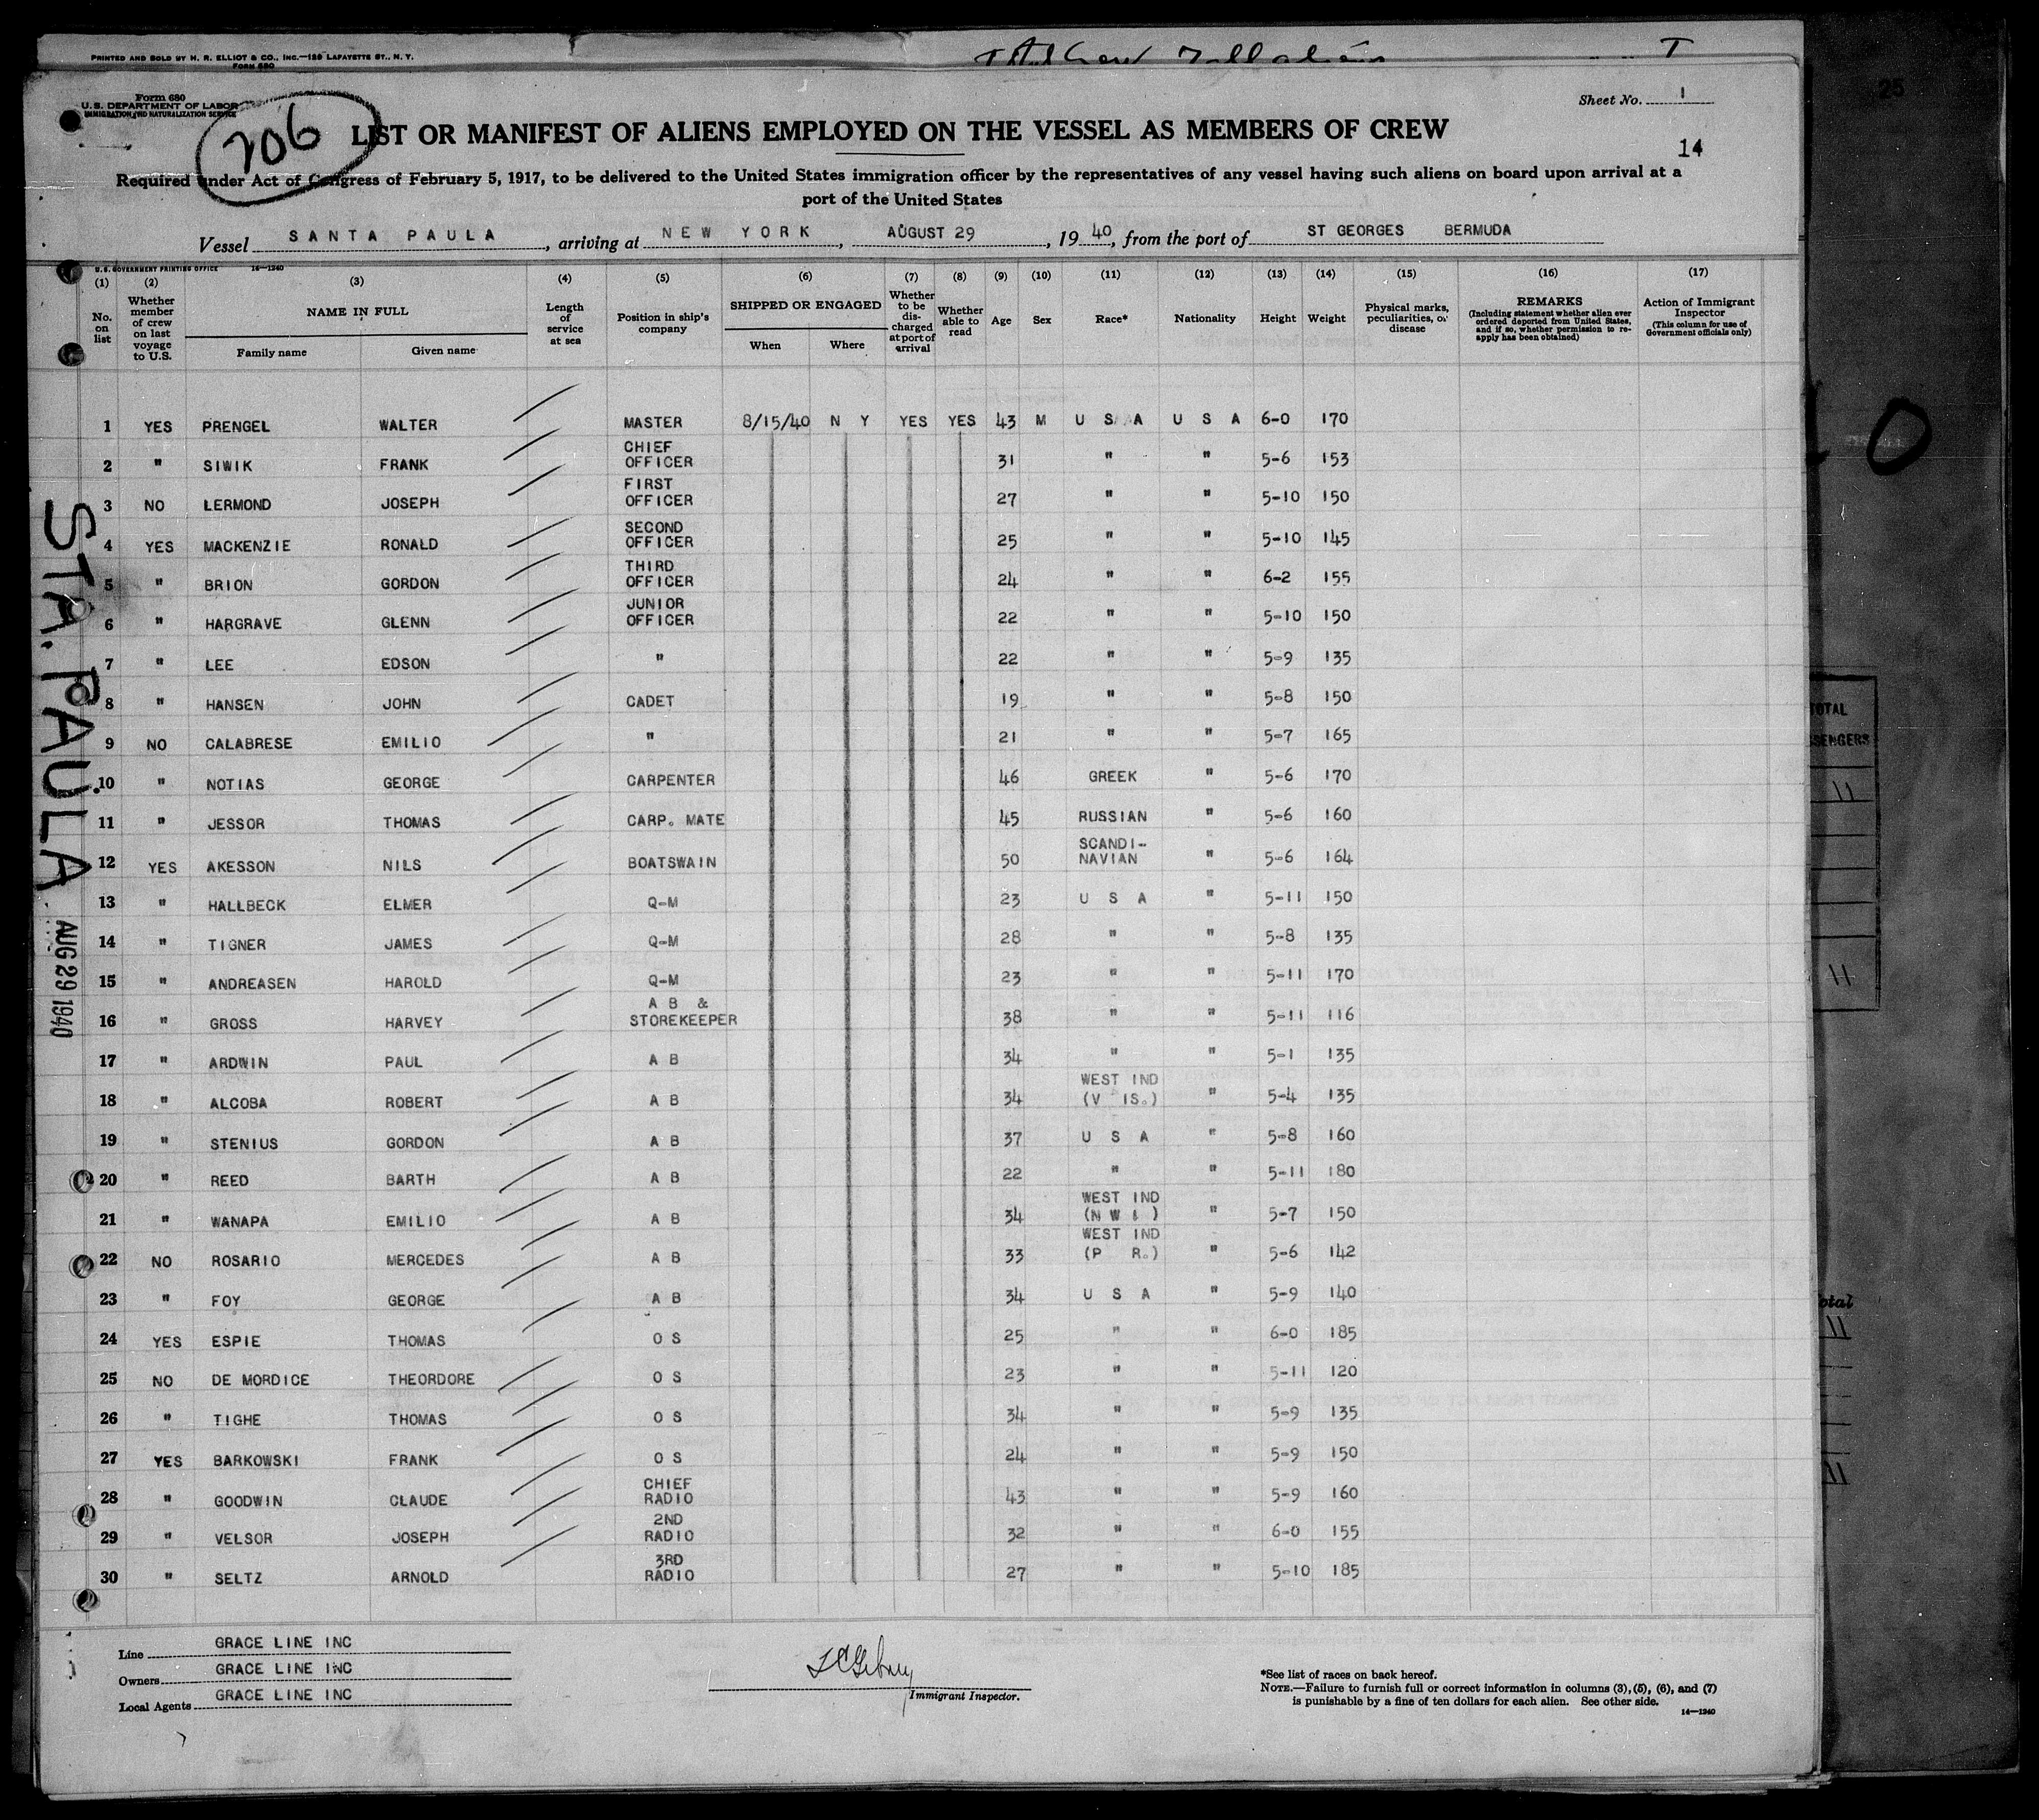 PRINTED AND SOLD BY H. R. ELLIOT & CO., INC.—129 LAFAYETTE ST., N. Y.
FORM 680
Form 680
U. S. DEPARTMENT OF LABOR
IMMIGRATION AND NATURALIZATION SERVICE
206
Sheet No. 1
LIST OR MANIFEST OF ALIENS EMPLOYED ON THE VESSEL AS MEMBERS OF CREW
14
Required under Act of Congress of February 5, 1917, to be delivered to the United States immigration officer by the representatives of any vessel having such aliens on board upon arrival at a
port of the United States
Vessel SANTA PAULA, arriving at NEW YORK, AUGUST 29, 1940, from the port of ST GEORGES BERMUDA
U. S. GOVERNMENT PRINTING OFFICE 14—1240
(1) (2) (3) (4) (5) (6) (7) (8) (9) (10) (11) (12) (13) (14) (15) (16) (17)
No. on list
Whether member of crew on last voyage to U.S.
NAME IN FULL
Family name
Given name
Length of service at sea
Position in ship's company
SHIPPED OR ENGAGED
When
Where
Whether to be discharged at port of arrival
Whether able to read
Age
Sex
Race*
Nationality
Height
Weight
Physical marks, peculiarities, or disease
REMARKS
(Including statement whether alien ever ordered deported from United States, and if so, whether permission to reapply has been obtained)
Action of Immigrant Inspector
(This column for use of Government officials only)
1 YES PRENGEL WALTER MASTER 8/15/40 N Y YES YES 43 M U S A U S A 6-0 170
2 " SIWIK FRANK CHIEF OFFICER 31 " " 5-6 153
3 NO LERMOND JOSEPH FIRST OFFICER 27 " " 5-10 150
4 YES MACKENZIE RONALD SECOND OFFICER 25 " " 5-10 145
5 " BRION GORDON THIRD OFFICER 24 " " 6-2 155
6 " HARGRAVE GLENN JUNIOR OFFICER 22 " " 5-10 150
7 " LEE EDSON " 22 " " 5-9 135
8 " HANSEN JOHN CADET 19 " " 5-8 150
9 NO CALABRESE EMILIO " 21 " " 5-7 165
10 " NOTIAS GEORGE CARPENTER 46 GREEK " 5-6 170
11 " JESSOR THOMAS CARP. MATE 45 RUSSIAN " 5-6 160
12 YES AKESSON NILS BOATSWAIN 50 SCANDI-NAVIAN " 5-6 164
13 " HALLBECK ELMER Q-M 23 U S A " 5-11 150
14 " TIGNER JAMES Q-M 28 " " 5-8 135
15 " ANDREASEN HAROLD Q-M 23 " " 5-11 170
16 " GROSS HARVEY A B & STOREKEEPER 38 " " 5-11 116
17 " ARDWIN PAUL A B 34 " " 5-1 135
18 " ALCOBA ROBERT A B 34 WEST IND (V IS.) " 5-4 135
19 " STENIUS GORDON A B 37 U S A " 5-8 160
20 " REED BARTH A B 22 " " 5-11 180
21 " WANAPA EMILIO A B 34 WEST IND (N W I) " 5-7 150
22 NO ROSARIO MERCEDES A B 33 WEST IND (P R.) " 5-6 142
23 " FOY GEORGE A B 34 U S A " 5-9 140
24 YES ESPIE THOMAS O S 25 " " 6-0 185
25 NO DE MORDICE THEORDORE O S 23 " " 5-11 120
26 " TIGHE THOMAS O S 34 " " 5-9 135
27 YES BARKOWSKI FRANK O S 24 " " 5-9 150
28 " GOODWIN CLAUDE CHIEF RADIO 43 " " 5-9 160
29 " VELSOR JOSEPH 2ND RADIO 32 " " 6-0 155
30 " SELTZ ARNOLD 3RD RADIO 27 " " 5-10 185
STA. PAULA
AUG 29 1940
Line GRACE LINE INC
Owners GRACE LINE INC
Local Agents GRACE LINE INC
Immigrant Inspector.
*See list of races on back hereof.
NOTE.—Failure to furnish full or correct information in columns (3), (5), (6), and (7)
is punishable by a fine of ten dollars for each alien. See other side.
14—1240
25
0
TOTAL
11
11
11
11